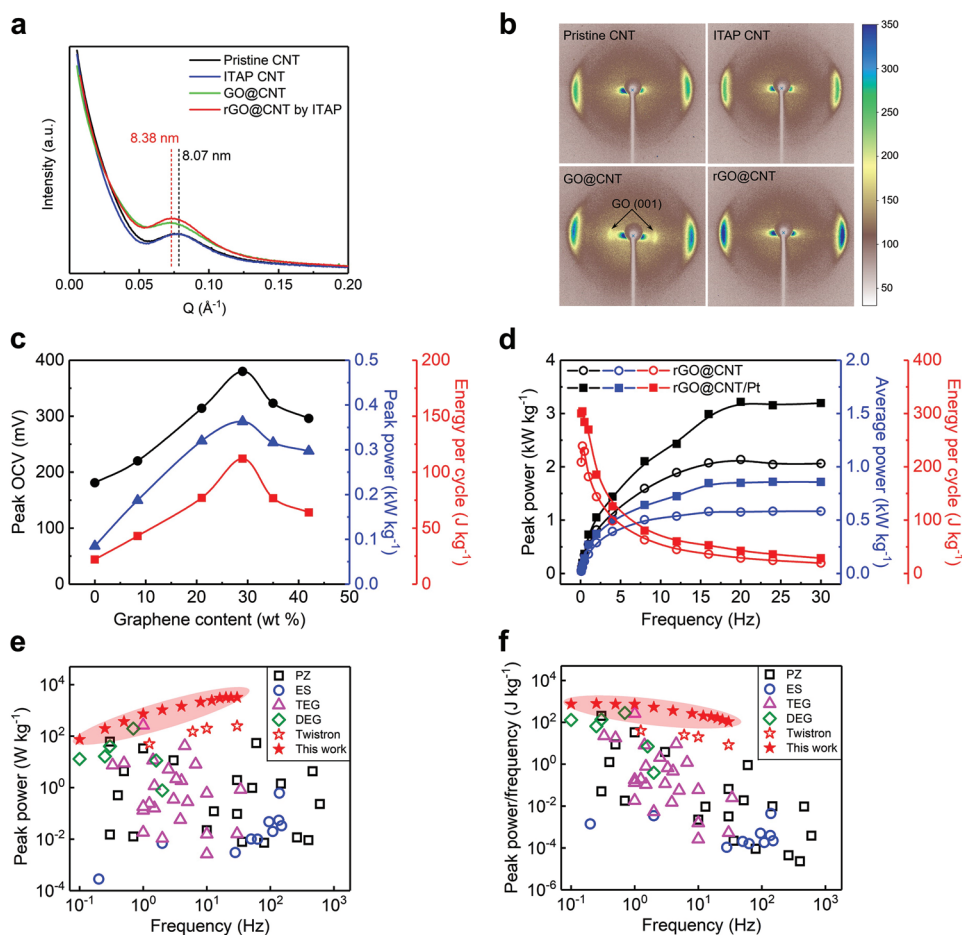 a
Pristine CNT
ITAP CNT
GO@CNT
rGO@CNT by ITAP
8.38 nm
8.07 nm
Intensity (a.u.)
0.00 0.05 0.10 0.15 0.20
Q (Å⁻¹)
b
Pristine CNT
ITAP CNT
GO@CNT
rGO@CNT
GO (001)
350
300
250
200
150
100
50
c
400
300
200
100
0
Peak OCV (mV)
0 10 20 30 40 50
Graphene content (wt %)
0.5
0.4
0.3
0.2
0.1
0.0
Peak power (kW kg⁻¹)
200
150
100
50
0
Energy per cycle (J kg⁻¹)
d
rGO@CNT
rGO@CNT/Pt
4
3
2
1
0
Peak power (kW kg⁻¹)
0 5 10 15 20 25 30
Frequency (Hz)
2.0
1.5
1.0
0.5
0.0
Average power (kW kg⁻¹)
400
300
200
100
0
Energy per cycle (J kg⁻¹)
e
PZ
ES
TEG
DEG
Twistron
This work
10⁴
10²
10⁰
10⁻²
10⁻⁴
Peak power (W kg⁻¹)
10⁻¹ 10⁰ 10¹ 10² 10³
Frequency (Hz)
f
PZ
ES
TEG
DEG
Twistron
This work
10⁴
10²
10⁰
10⁻²
10⁻⁴
10⁻⁶
Peak power/frequency (J kg⁻¹)
10⁻¹ 10⁰ 10¹ 10² 10³
Frequency (Hz)